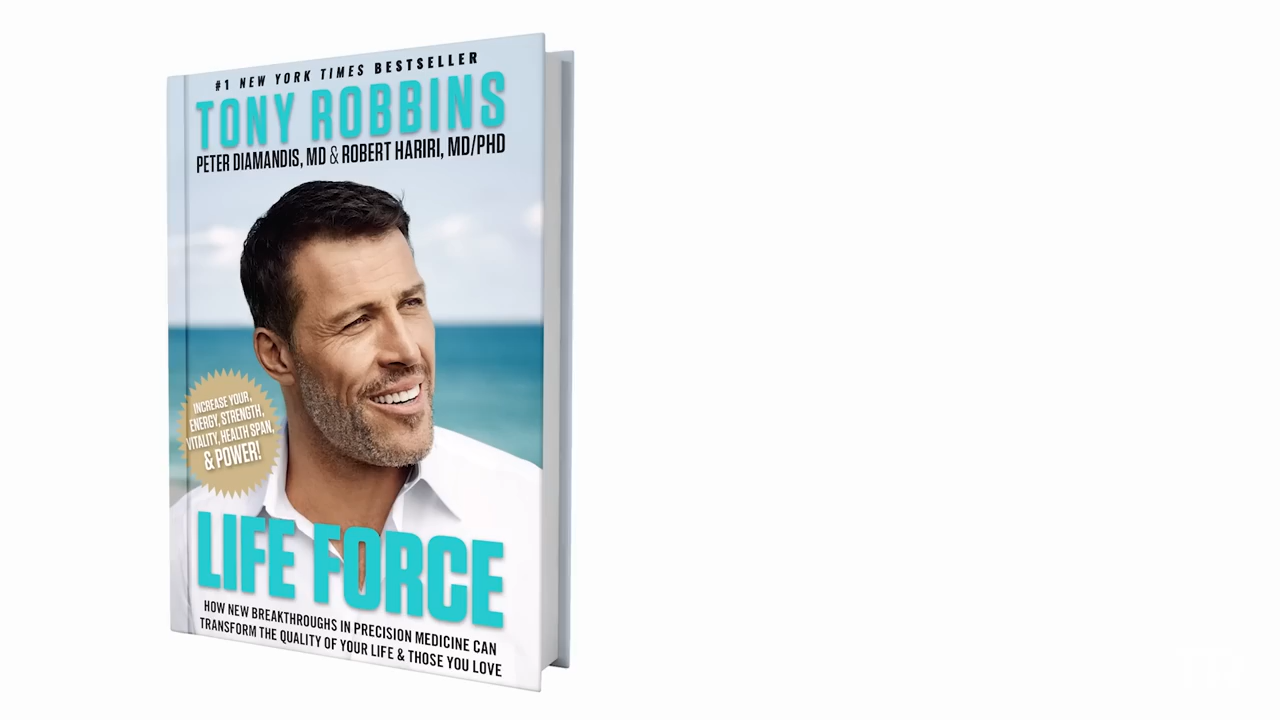 #1 NEW YORK TIMES BESTSELLER
TONY ROBBINS
PETER DIAMANDIS, MD & ROBERT HARIRI, MD/PHD
INCREASE YOUR,
ENERGY, STRENGTH,
VITALITY, HEALTH SPAN,
& POWER!
LIFE FORCE
HOW NEW BREAKTHROUGHS IN PRECISION MEDICINE CAN
TRANSFORM THE QUALITY OF YOUR LIFE & THOSE YOU LOVE